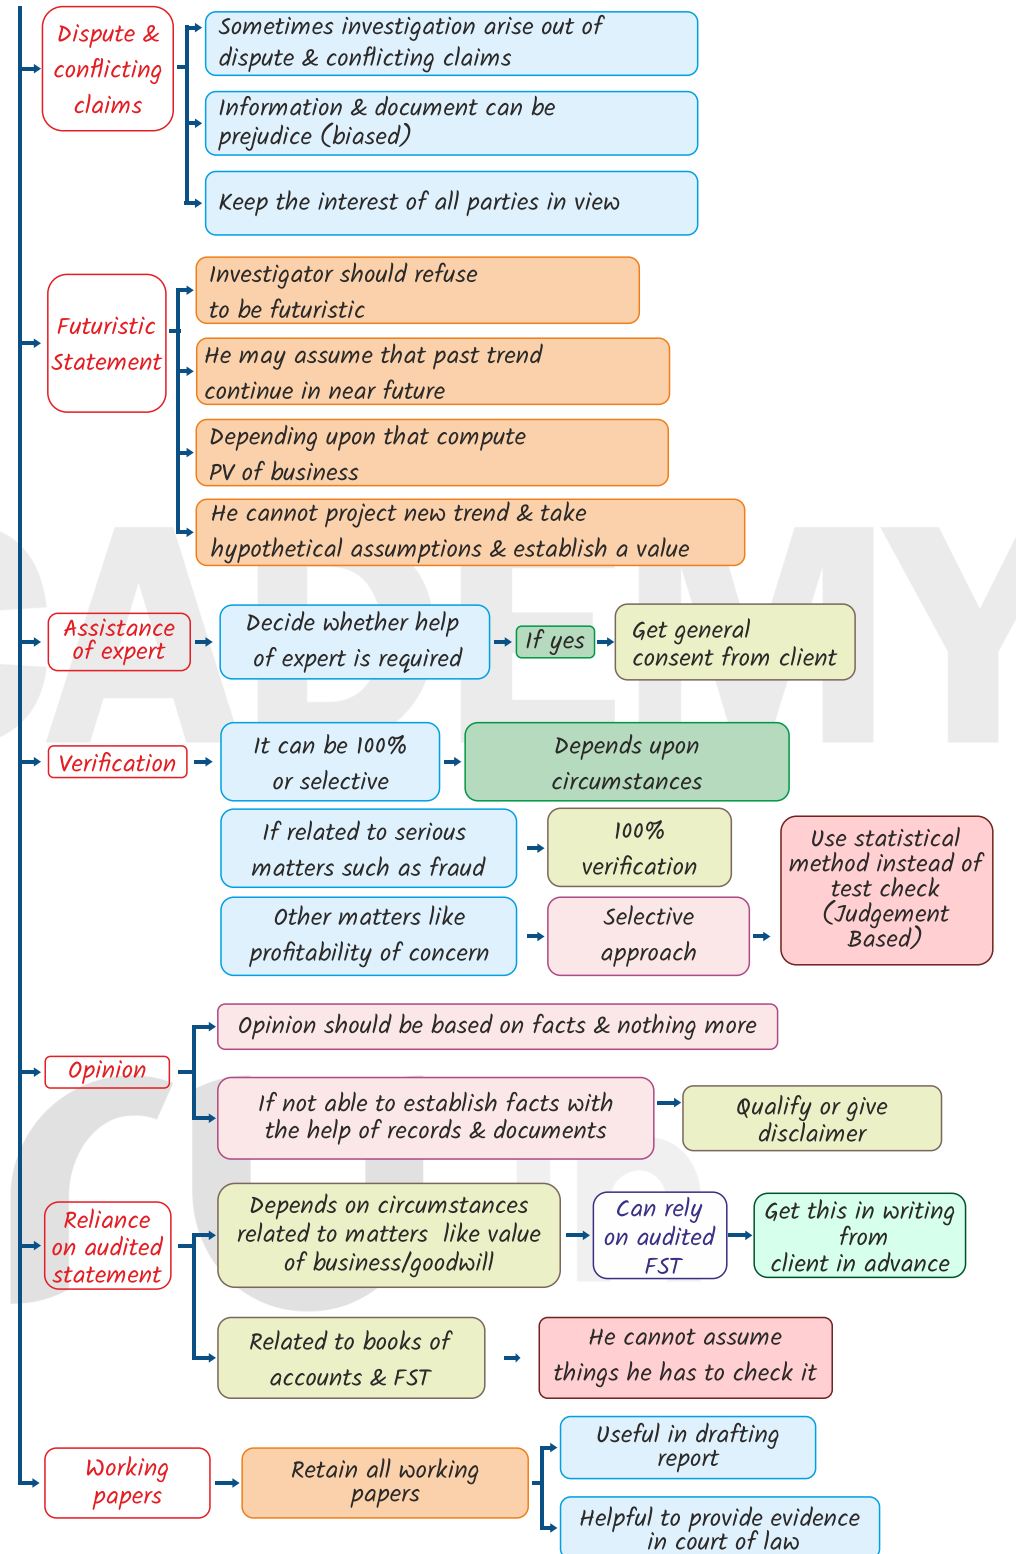 Dispute &
conflicting
claims
Sometimes investigation arise out of
dispute & conflicting claims
Information & document can be
prejudice (biased)
Keep the interest of all parties in view
Futuristic
Statement
Investigator should refuse
to be futuristic
He may assume that past trend
continue in near future
Depending upon that compute
PV of business
He cannot project new trend & take
hypothetical assumptions & establish a value
Assistance
of expert
Decide whether help
of expert is required
If yes
Get general
consent from client
CADEMY
Verification
It can be 100%
or selective
Depends upon
circumstances
If related to serious
matters such as fraud
100%
verification
Other matters like
profitability of concern
Selective
approach
Use statistical
method instead of
test check
(Judgement
Based)
Opinion
Opinion should be based on facts & nothing more
If not able to establish facts with
the help of records & documents
Qualify or give
disclaimer
Reliance
on audited
statement
Depends on circumstances
related to matters like value
of business/goodwill
Can rely
on audited
FST
Get this in writing
from
client in advance
Related to books of
accounts & FST
He cannot assume
things he has to check it
Working
papers
Retain all working
papers
Useful in drafting
report
Helpful to provide evidence
in court of law